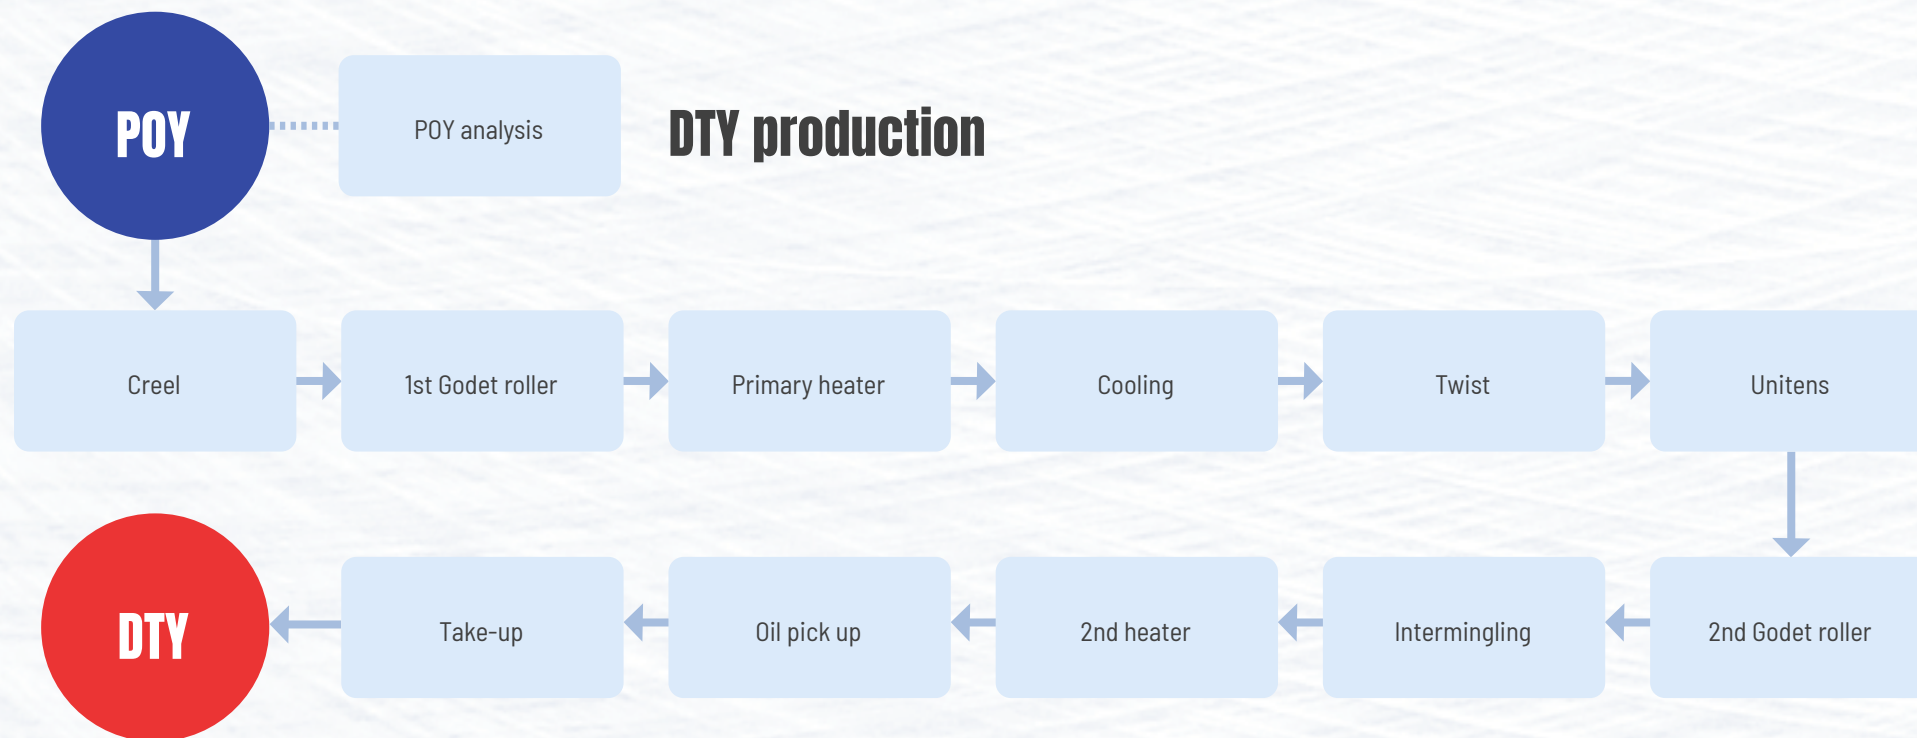 POY
POY analysis
DTY production
Creel
1st Godet roller
Primary heater
Cooling
Twist
Unitens
2nd Godet roller
Intermingling
2nd heater
Oil pick up
Take-up
DTY